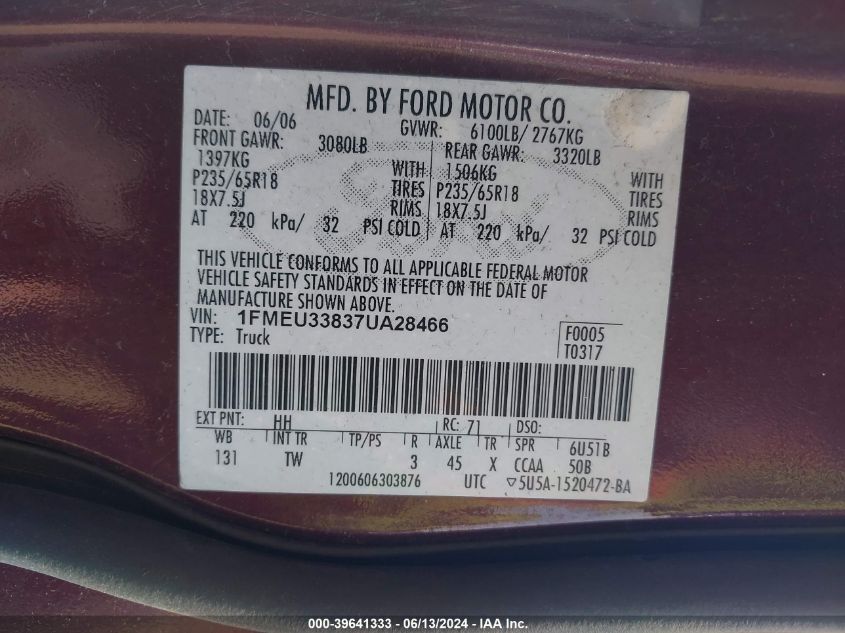 MFD. BY FORD MOTOR CO.
DATE: 06/06 GVWR: 6100LB/ 2767KG
FRONT GAWR: 3080LB REAR GAWR: 3320LB
1397KG WITH 1506KG WITH
P235/65R18 TIRES P235/65R18 TIRES
18X7.5J RIMS 18X7.5J RIMS
AT 220 kPa/ 32 PSI COLD AT 220 kPa/ 32 PSI COLD
THIS VEHICLE CONFORMS TO ALL APPLICABLE FEDERAL MOTOR
VEHICLE SAFETY STANDARDS IN EFFECT ON THE DATE OF
MANUFACTURE SHOWN ABOVE.
VIN: 1FMEU33837UA28466
TYPE: Truck
F0005
T0317
EXT PNT: HH RC: 71 DSO:
WB INT TR TP/PS R AXLE TR SPR 6U51B
131 TW 3 45 X CCAA 50B
1200606303876 UTC ▽5U5A-1520472-BA
000-39641333 - 06/13/2024 - IAA Inc.